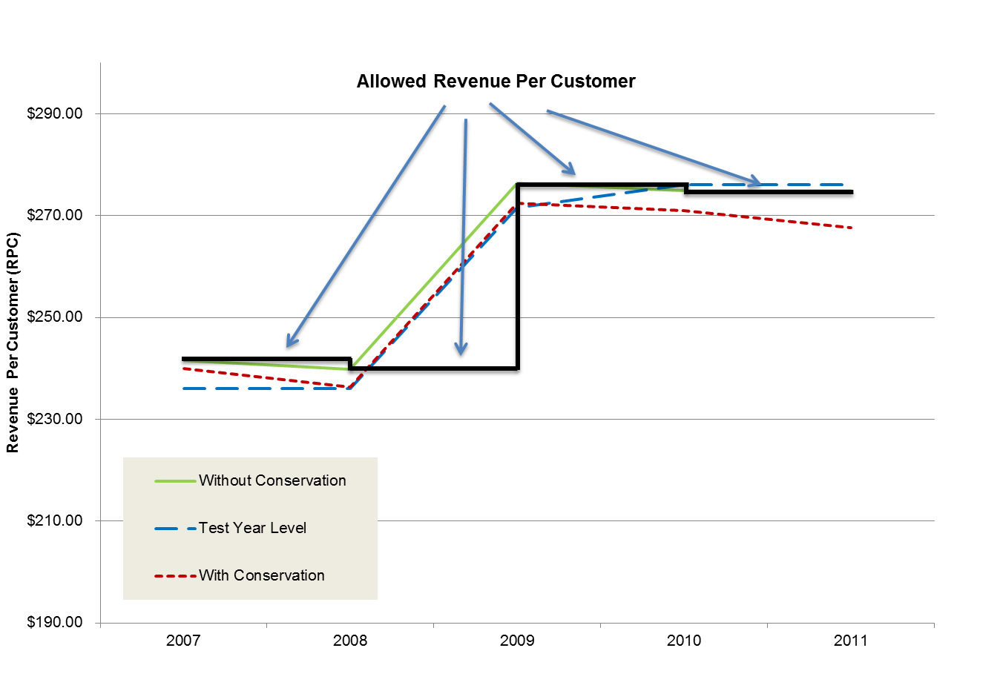 Allowed Revenue Per Customer
$290.00
$270.00
$250.00
$230.00
$210.00
$190.00
Revenue Per Customer (RPC)
Without Conservation
Test Year Level
With Conservation
2007 2008 2009 2010 2011